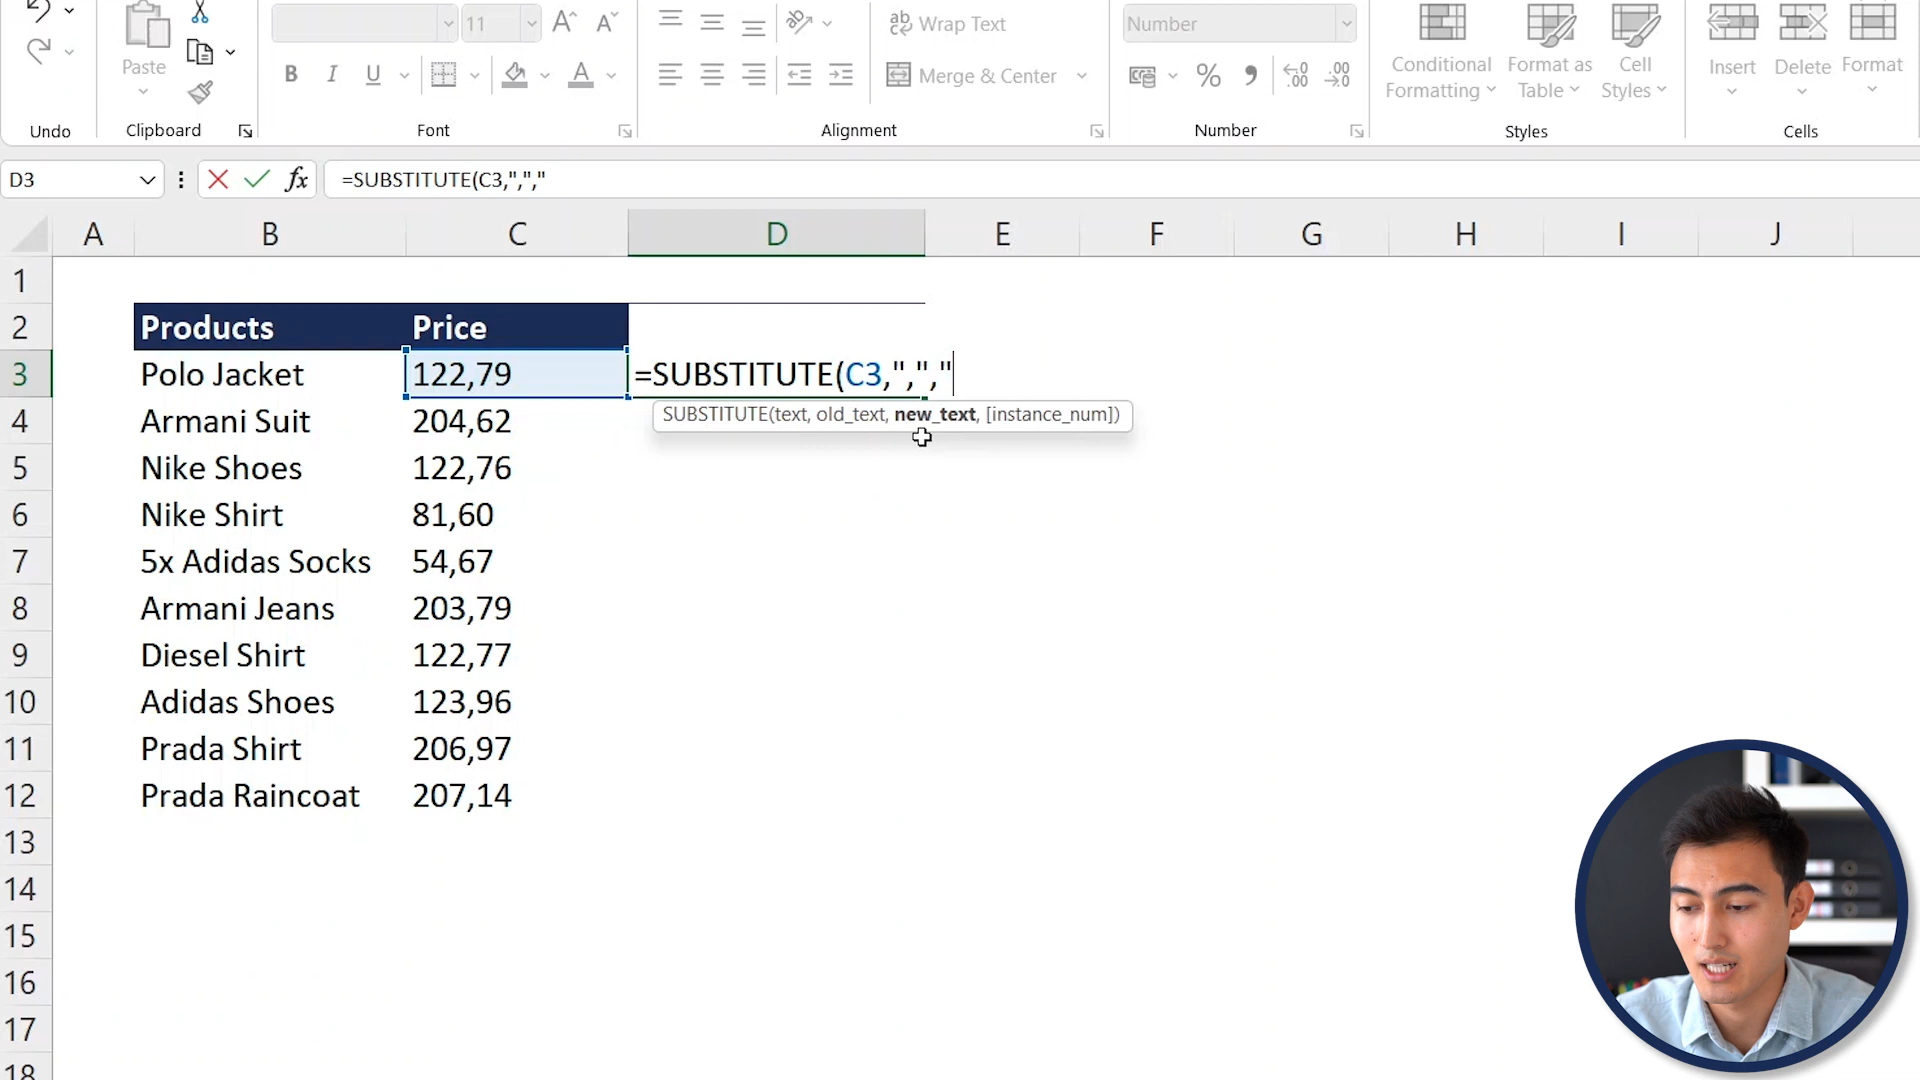 11
Wrap Text
Number
Paste
B I U A
Merge & Center
%
Conditional Formatting
Format as Table
Cell Styles
Insert
Delete
Format
Undo
Clipboard
Font
Alignment
Number
Styles
Cells
D3
fx
=SUBSTITUTE(C3,",","
A B C D E F G H I J
1
2 Products Price
3 Polo Jacket 122,79 =SUBSTITUTE(C3,",","
SUBSTITUTE(text, old_text, new_text, [instance_num])
4 Armani Suit 204,62
5 Nike Shoes 122,76
6 Nike Shirt 81,60
7 5x Adidas Socks 54,67
8 Armani Jeans 203,79
9 Diesel Shirt 122,77
10 Adidas Shoes 123,96
11 Prada Shirt 206,97
12 Prada Raincoat 207,14
13
14
15
16
17
18